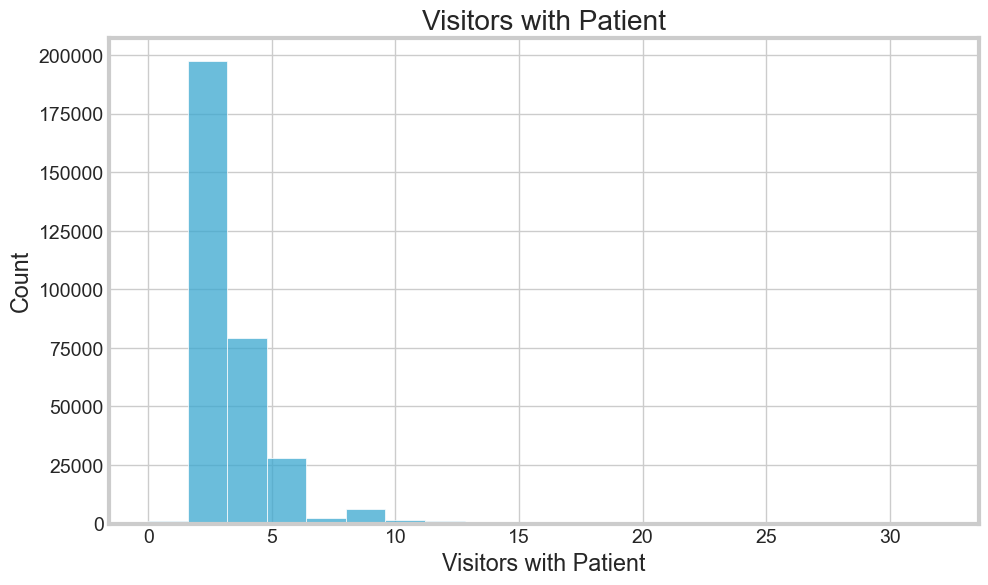 Visitors with Patient
200000
175000
150000
125000
100000
75000
50000
25000
0
Count
0 5 10 15 20 25 30
Visitors with Patient